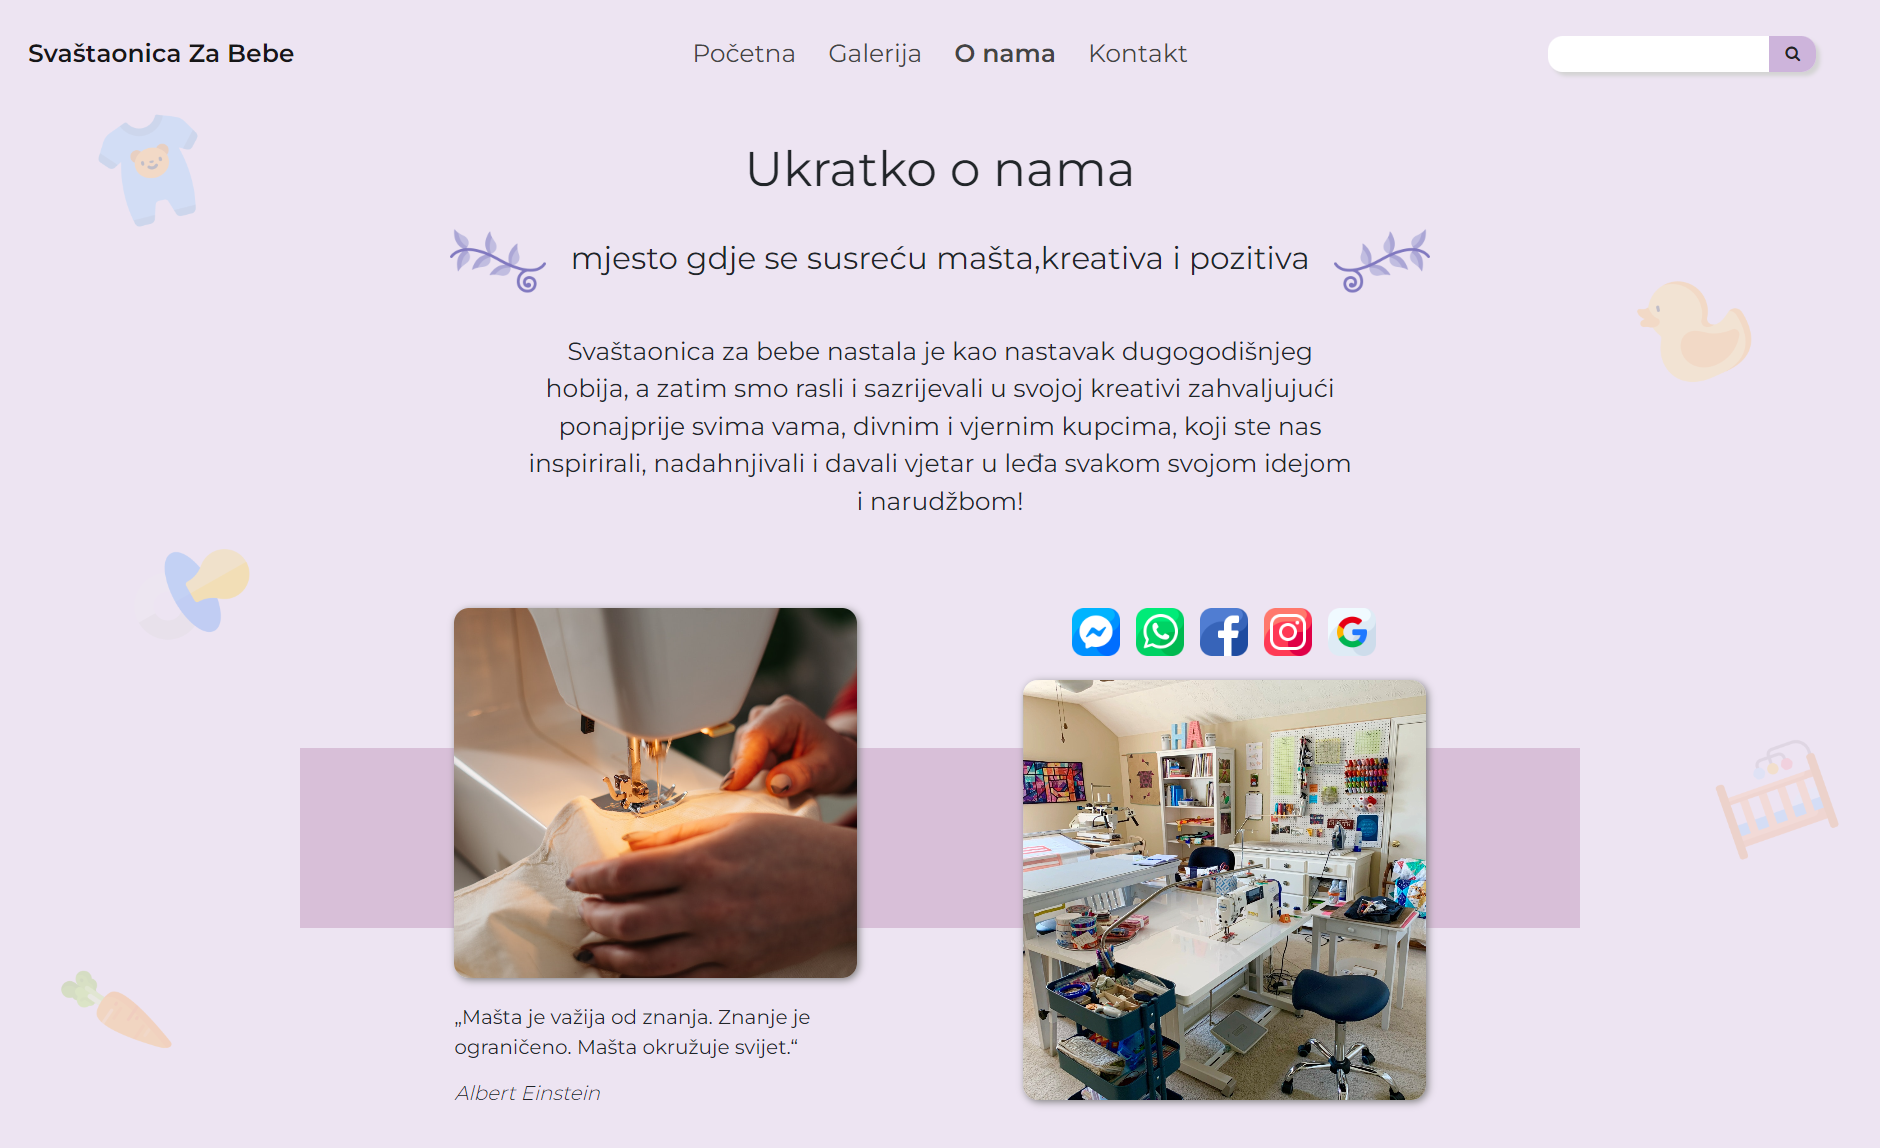 Svaštaonica Za Bebe
Početna Galerija O nama Kontakt
Ukratko o nama
mjesto gdje se susreću mašta,kreativa i pozitiva
Svaštaonica za bebe nastala je kao nastavak dugogodišnjeg
hobija, a zatim smo rasli i sazrijevali u svojoj kreativi zahvaljujući
ponajprije svima vama, divnim i vjernim kupcima, koji ste nas
inspirirali, nadahnjivali i davali vjetar u leđa svakom svojom idejom
i narudžbom!
HA
„Mašta je važija od znanja. Znanje je
ograničeno. Mašta okružuje svijet.“
Albert Einstein